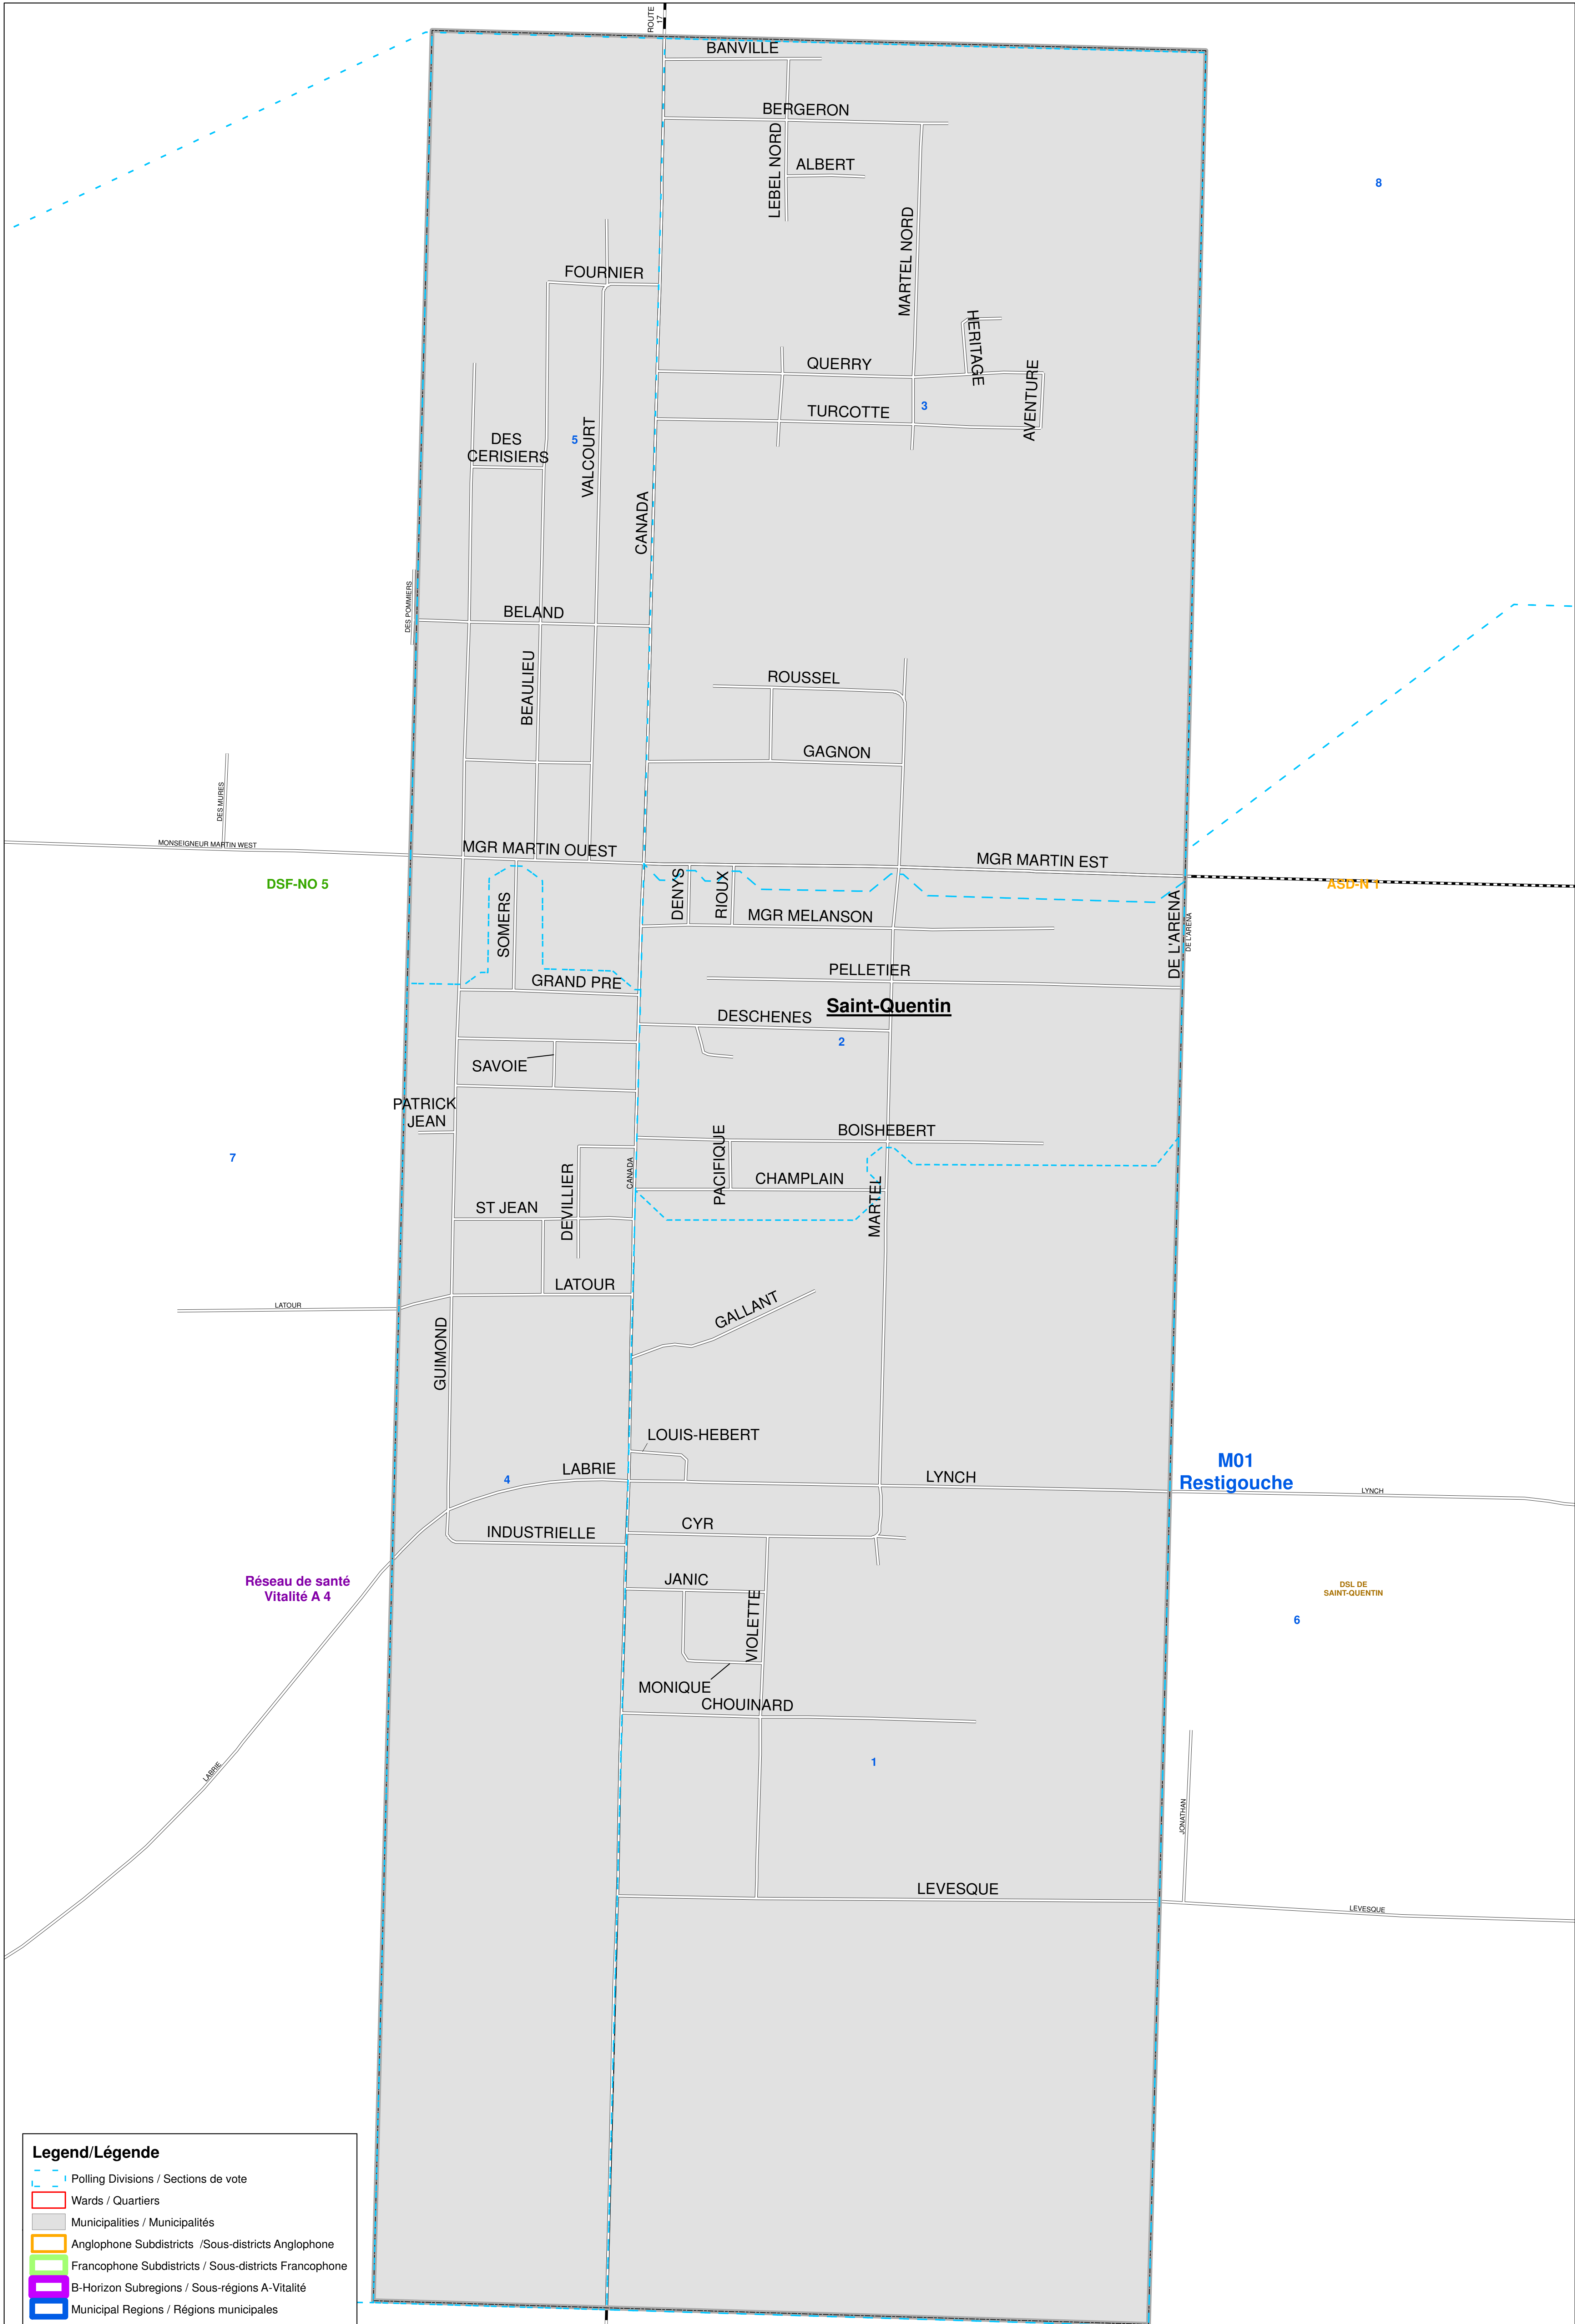 ROUTE
17
BANVILLE
BERGERON
LEBEL NORD
ALBERT
8
MARTEL NORD
FOURNIER
HERITAGE
QUERRY
AVENTURE
3
TURCOTTE
DES
CERISIERS
5
VALCOURT
CANADA
DES POMMIERS
BELAND
BEAULIEU
ROUSSEL
GAGNON
DES MURES
MONSEIGNEUR MARTIN WEST
MGR MARTIN OUEST
MGR MARTIN EST
DSF-NO 5
ASD-N 1
DENYS
RIOUX
SOMERS
MGR MELANSON
DE L'ARENA
DE L'ARENA
PELLETIER
GRAND PRE
Saint-Quentin
DESCHENES
2
SAVOIE
PATRICK
JEAN
BOISHEBERT
7
CANADA
PACIFIQUE
CHAMPLAIN
DEVILLIER
MARTEL
ST JEAN
LATOUR
LATOUR
GALLANT
GUIMOND
LOUIS-HEBERT
M01
Restigouche
LABRIE
4
LYNCH
LYNCH
CYR
INDUSTRIELLE
JANIC
Réseau de santé
Vitalité A 4
DSL DE
SAINT-QUENTIN
6
VIOLETTE
MONIQUE
CHOUINARD
1
LABRIE
JONATHAN
LEVESQUE
LEVESQUE
Legend/Légende
Polling Divisions / Sections de vote
Wards / Quartiers
Municipalities / Municipalités
Anglophone Subdistricts /Sous-districts Anglophone
Francophone Subdistricts / Sous-districts Francophone
B-Horizon Subregions / Sous-régions A-Vitalité
Municipal Regions / Régions municipales